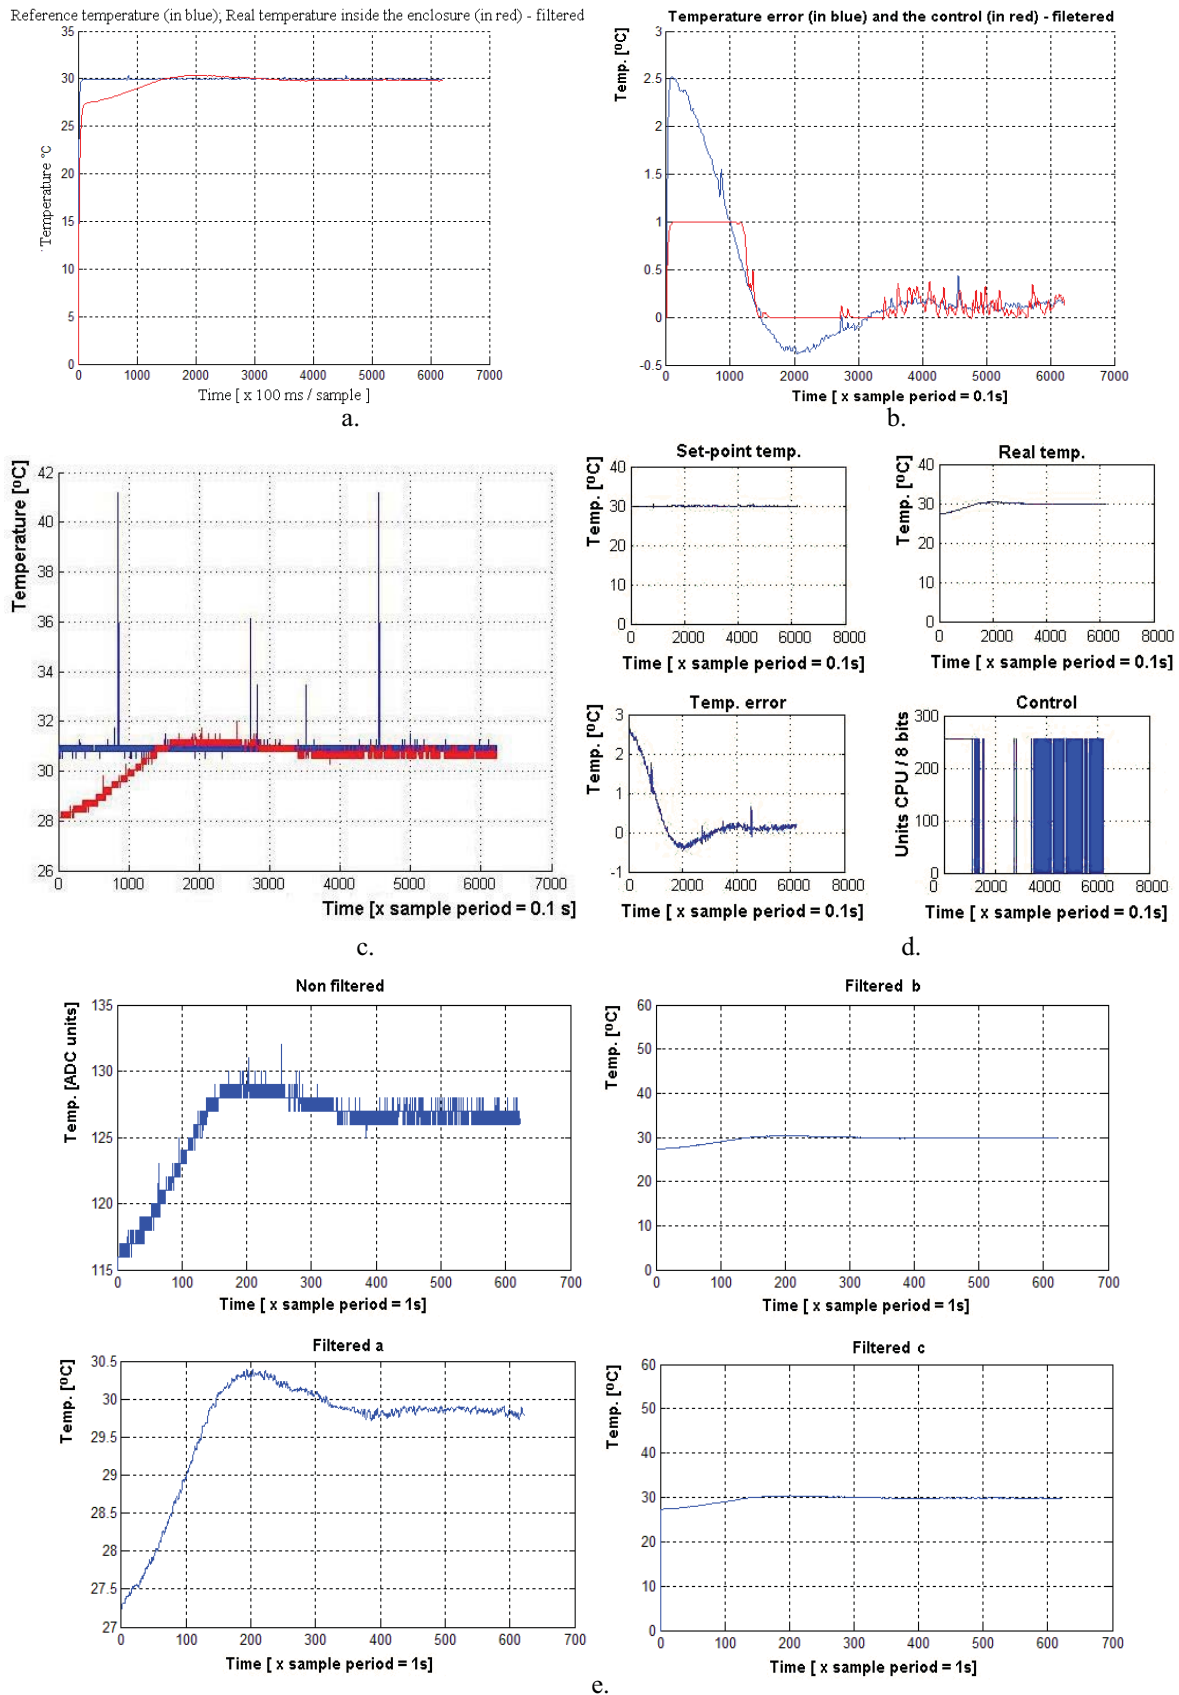 Reference temperature (in blue); Real temperature inside the enclosure (in red) - filtered
35
30
25
20
15
10
5
0
Temperature °C
0 1000 2000 3000 4000 5000 6000 7000
Time [ x 100 ms / sample ]
a.
Temperature error (in blue) and the control (in red) - filetered
3
2.5
2
1.5
1
0.5
0
-0.5
Temp. [ºC]
0 1000 2000 3000 4000 5000 6000 7000
Time [ x sample period = 0.1s]
b.
42
40
38
36
34
32
30
28
26
Temperature [ºC]
0 1000 2000 3000 4000 5000 6000 7000
Time [x sample period = 0.1 s]
c.
Set-point temp.
40
30
20
10
0
Temp. [ºC]
0 2000 4000 6000 8000
Time [ x sample period = 0.1s]
Real temp.
40
30
20
10
0
Temp. [ºC]
0 2000 4000 6000 8000
Time [ x sample period = 0.1s]
Temp. error
3
2
1
0
-1
Temp. [ºC]
0 2000 4000 6000 8000
Time [ x sample period = 0.1s]
Control
300
200
100
0
Units CPU / 8 bits
0 2000 4000 6000 8000
Time [ x sample period = 0.1s]
d.
Non filtered
135
130
125
120
115
Temp. [ADC units]
0 100 200 300 400 500 600 700
Time [ x sample period = 1s]
Filtered b
60
50
40
30
20
10
0
Temp. [ºC]
0 100 200 300 400 500 600 700
Time [ x sample period = 1s]
Filtered a
30.5
30
29.5
29
28.5
28
27.5
27
Temp. [ºC]
0 100 200 300 400 500 600 700
Time [ x sample period = 1s]
Filtered c
60
50
40
30
20
10
0
Temp. [ºC]
0 100 200 300 400 500 600 700
Time [ x sample period = 1s]
e.